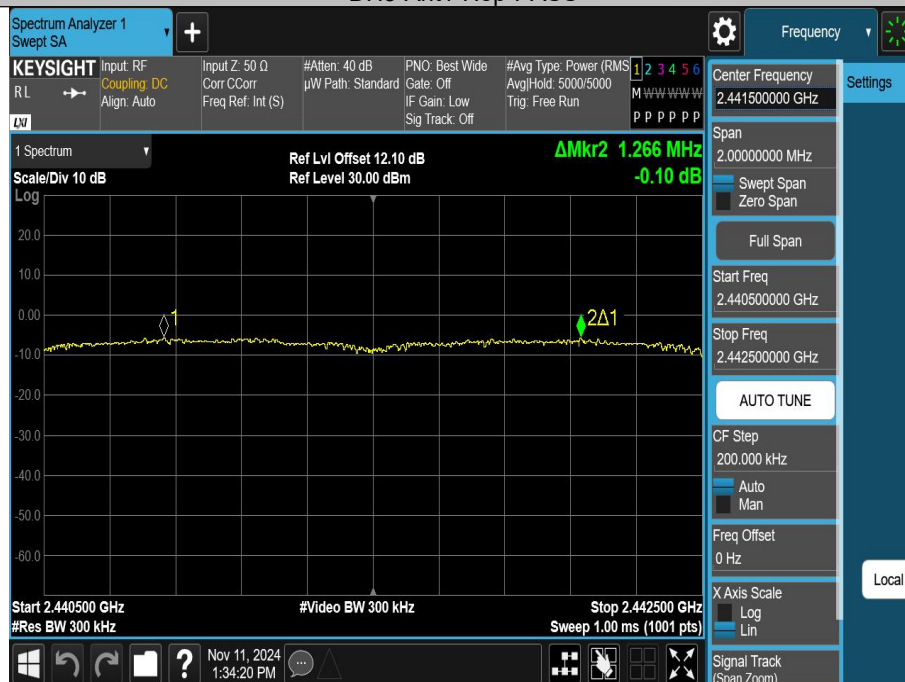 Spectrum Analyzer 1
Swept SA
+
Frequency
KEYSIGHT
RL
LXI
Input: RF
Coupling: DC
Align: Auto
Input Z: 50 Ω
Corr CCorr
Freq Ref: Int (S)
#Atten: 40 dB
µW Path: Standard
PNO: Best Wide
Gate: Off
IF Gain: Low
Sig Track: Off
#Avg Type: Power (RMS
Avg|Hold: 5000/5000
Trig: Free Run
1 2 3 4 5 6
M W W W W W
P P P P P P
1 Spectrum
Scale/Div 10 dB
Log
Ref Lvl Offset 12.10 dB
Ref Level 30.00 dBm
ΔMkr2 1.266 MHz
-0.10 dB
20.0
10.0
0.00
-10.0
-20.0
-30.0
-40.0
-50.0
-60.0
1
2Δ1
Start 2.440500 GHz
#Res BW 300 kHz
#Video BW 300 kHz
Stop 2.442500 GHz
Sweep 1.00 ms (1001 pts)
?
Nov 11, 2024
1:34:20 PM
Center Frequency
2.441500000 GHz
Span
2.00000000 MHz
Swept Span
Zero Span
Full Span
Start Freq
2.440500000 GHz
Stop Freq
2.442500000 GHz
AUTO TUNE
CF Step
200.000 kHz
Auto
Man
Freq Offset
0 Hz
X Axis Scale
Log
Lin
Signal Track
(Span Zoom)
Settings
Local